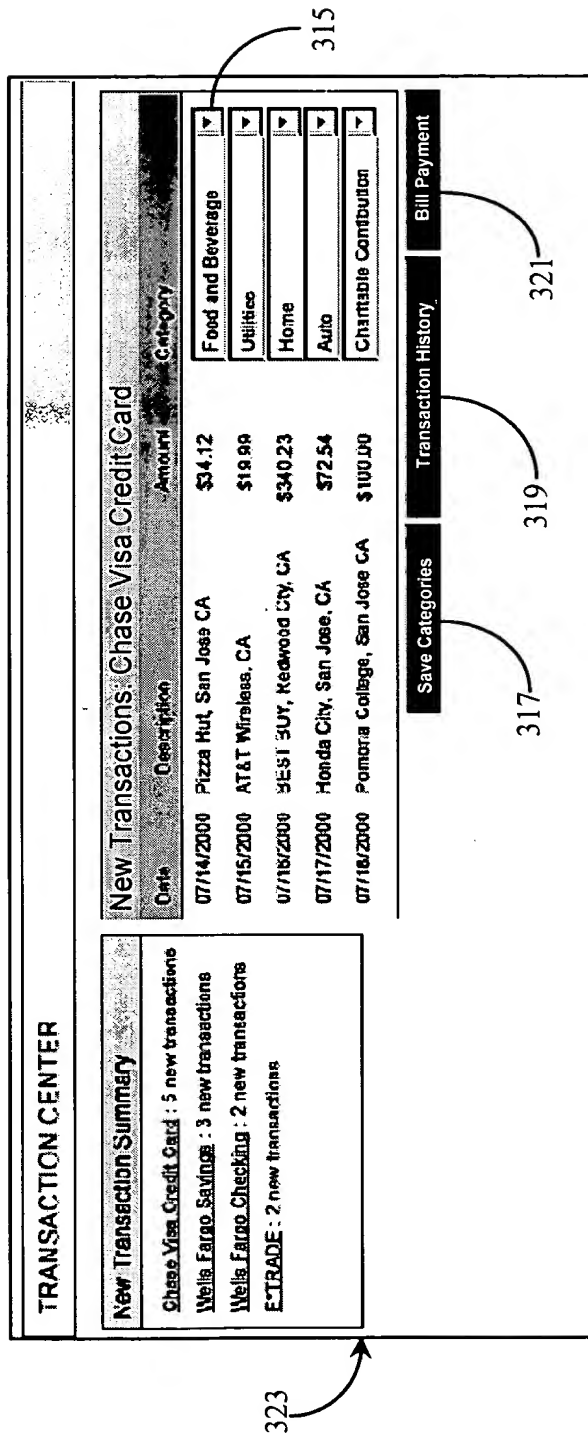 TRANSACTION CENTER
New Transaction Summary
Chase Visa Credit Card : 5 new transactions
Wells Fargo Savings : 3 new transactions
Wells Fargo Checking : 2 new transactions
E*TRADE : 2 new transactions
323
New Transactions: Chase Visa Credit Card
Date Description Amount Category
07/14/2000 Pizza Hut, San Jose CA $34.12 Food and Beverage
07/15/2000 AT&T Wireless, CA $19.99 Utilities
07/16/2000 BEST BUY, Redwood City, CA $340.23 Home
07/17/2000 Honda City, San Jose, CA $72.54 Auto
07/18/2000 Pomona College, San Jose CA $100.00 Charitable Contibution
315
Save Categories Transaction History Bill Payment
317 319 321